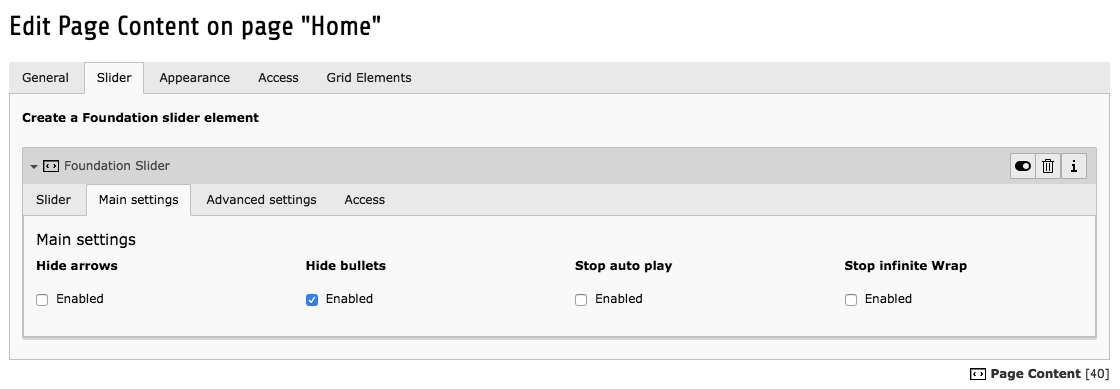 Edit Page Content on page "Home"
General Slider Appearance Access Grid Elements
Create a Foundation slider element
Foundation Slider
Slider Main settings Advanced settings Access
Main settings
Hide arrows Hide bullets Stop auto play Stop infinite Wrap
Enabled Enabled Enabled Enabled
Page Content [40]